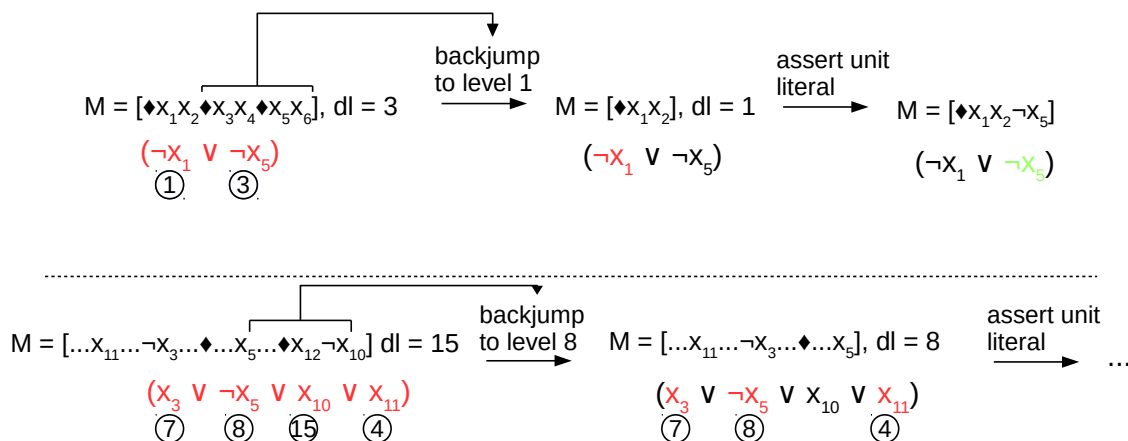 backjump
to level 1
assert unit
literal
M = [♦x₁x₂♦x₃x₄♦x₅x₆], dl = 3
M = [♦x₁x₂], dl = 1
M = [♦x₁x₂¬x₅]
(¬x₁ ∨ ¬x₅)
(¬x₁ ∨ ¬x₅)
(¬x₁ ∨ ¬x₅)
1 3
backjump
to level 8
assert unit
literal
M = [...x₁₁...¬x₃...♦...x₅...♦x₁₂¬x₁₀] dl = 15
M = [...x₁₁...¬x₃...♦...x₅], dl = 8
...
(x₃ ∨ ¬x₅ ∨ x₁₀ ∨ x₁₁)
(x₃ ∨ ¬x₅ ∨ x₁₀ ∨ x₁₁)
7 8 15 4
7 8 4